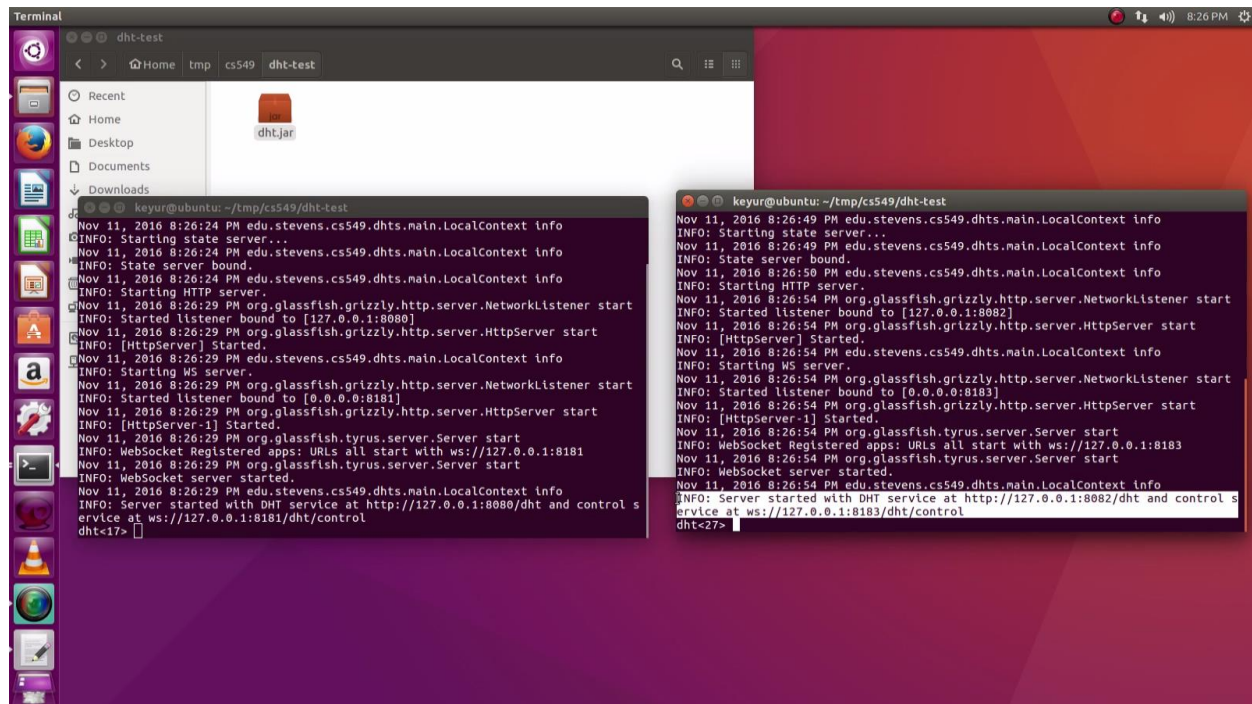 Terminal
8:26 PM
dht-test
Home tmp cs549 dht-test
Recent
Home
Desktop
Documents
Downloads
jar
dht.jar
keyur@ubuntu: ~/tmp/cs549/dht-test
Nov 11, 2016 8:26:24 PM edu.stevens.cs549.dhts.main.LocalContext info
INFO: Starting state server...
Nov 11, 2016 8:26:24 PM edu.stevens.cs549.dhts.main.LocalContext info
INFO: State server bound.
Nov 11, 2016 8:26:24 PM edu.stevens.cs549.dhts.main.LocalContext info
INFO: Starting HTTP server.
Nov 11, 2016 8:26:29 PM org.glassfish.grizzly.http.server.NetworkListener start
INFO: Started listener bound to [127.0.0.1:8080]
Nov 11, 2016 8:26:29 PM org.glassfish.grizzly.http.server.HttpServer start
INFO: [HttpServer] Started.
Nov 11, 2016 8:26:29 PM edu.stevens.cs549.dhts.main.LocalContext info
INFO: Starting WS server.
Nov 11, 2016 8:26:29 PM org.glassfish.grizzly.http.server.NetworkListener start
INFO: Started listener bound to [0.0.0.0:8181]
Nov 11, 2016 8:26:29 PM org.glassfish.grizzly.http.server.HttpServer start
INFO: [HttpServer-1] Started.
Nov 11, 2016 8:26:29 PM org.glassfish.tyrus.server.Server start
INFO: WebSocket Registered apps: URLs all start with ws://127.0.0.1:8181
Nov 11, 2016 8:26:29 PM org.glassfish.tyrus.server.Server start
INFO: WebSocket server started.
Nov 11, 2016 8:26:29 PM edu.stevens.cs549.dhts.main.LocalContext info
INFO: Server started with DHT service at http://127.0.0.1:8080/dht and control s
ervice at ws://127.0.0.1:8181/dht/control
dht<17>
keyur@ubuntu: ~/tmp/cs549/dht-test
Nov 11, 2016 8:26:49 PM edu.stevens.cs549.dhts.main.LocalContext info
INFO: Starting state server...
Nov 11, 2016 8:26:49 PM edu.stevens.cs549.dhts.main.LocalContext info
INFO: State server bound.
Nov 11, 2016 8:26:50 PM edu.stevens.cs549.dhts.main.LocalContext info
INFO: Starting HTTP server.
Nov 11, 2016 8:26:54 PM org.glassfish.grizzly.http.server.NetworkListener start
INFO: Started listener bound to [127.0.0.1:8082]
Nov 11, 2016 8:26:54 PM org.glassfish.grizzly.http.server.HttpServer start
INFO: [HttpServer] Started.
Nov 11, 2016 8:26:54 PM edu.stevens.cs549.dhts.main.LocalContext info
INFO: Starting WS server.
Nov 11, 2016 8:26:54 PM org.glassfish.grizzly.http.server.NetworkListener start
INFO: Started listener bound to [0.0.0.0:8183]
Nov 11, 2016 8:26:54 PM org.glassfish.grizzly.http.server.HttpServer start
INFO: [HttpServer-1] Started.
Nov 11, 2016 8:26:54 PM org.glassfish.tyrus.server.Server start
INFO: WebSocket Registered apps: URLs all start with ws://127.0.0.1:8183
Nov 11, 2016 8:26:54 PM org.glassfish.tyrus.server.Server start
INFO: WebSocket server started.
Nov 11, 2016 8:26:54 PM edu.stevens.cs549.dhts.main.LocalContext info
INFO: Server started with DHT service at http://127.0.0.1:8082/dht and control s
ervice at ws://127.0.0.1:8183/dht/control
dht<27>